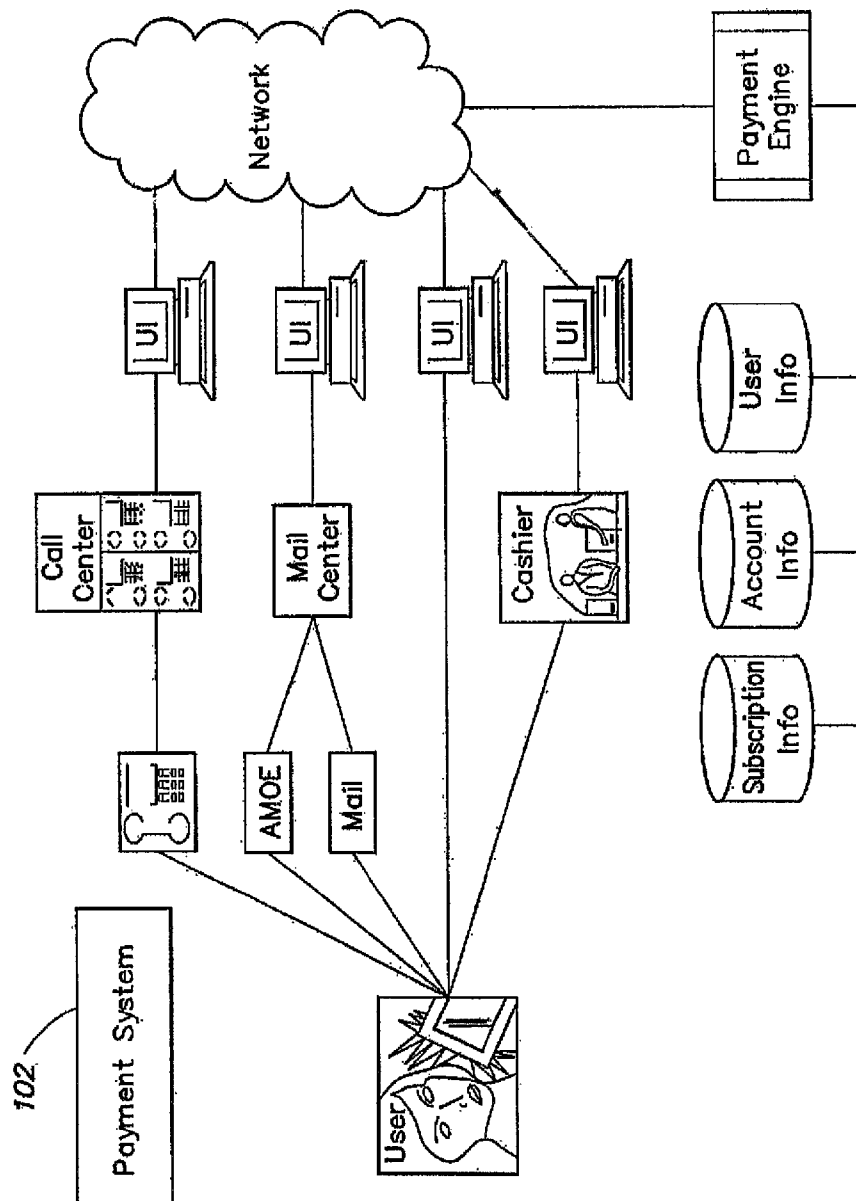 102
Payment System
User
AMOE
Mail
Call
Center
Mail
Center
Cashier
UI
UI
UI
UI
Network
Subscription
Info
Account
Info
User
Info
Payment
Engine